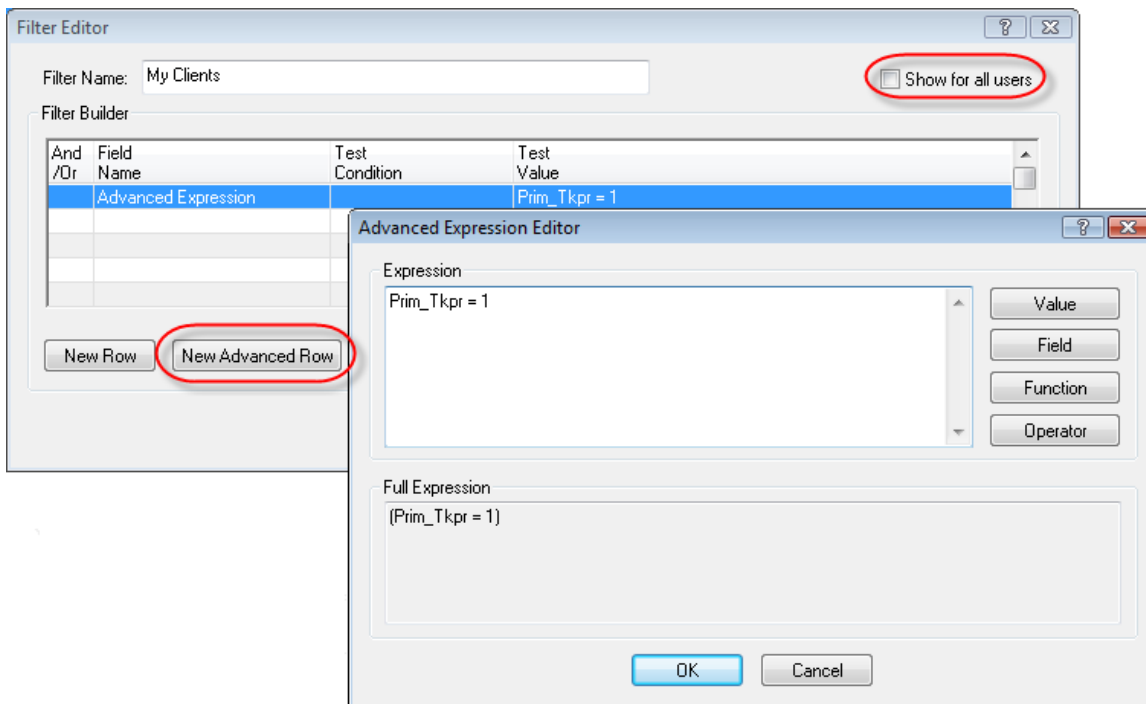 Filter Editor
Filter Name: My Clients
Show for all users
Filter Builder
And /Or Field Name Test Condition Test Value
Advanced Expression Prim_Tkpr = 1
New Row New Advanced Row
Advanced Expression Editor
Expression
Prim_Tkpr = 1
Value
Field
Function
Operator
Full Expression
(Prim_Tkpr = 1)
OK Cancel